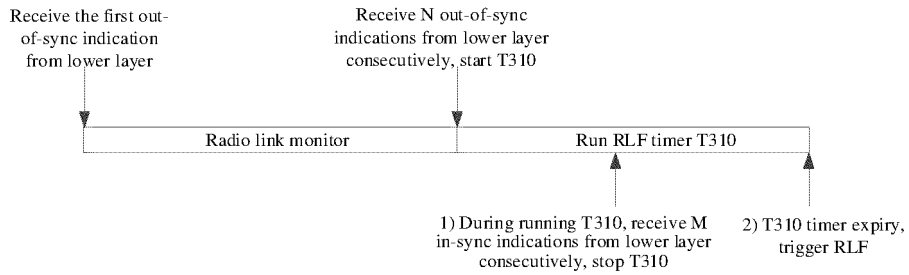 Receive the first out-
of-sync indication
from lower layer
Receive N out-of-sync
indications from lower layer
consecutively, start T310
Radio link monitor
Run RLF timer T310
1) During running T310, receive M
in-sync indications from lower layer
consecutively, stop T310
2) T310 timer expiry,
trigger RLF